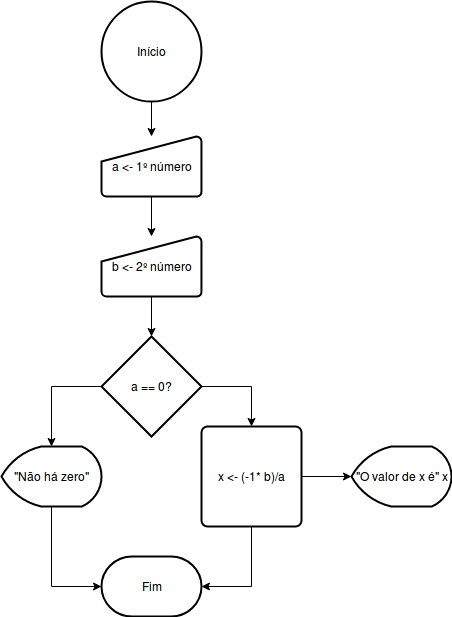 Início
a <- 1º número
b <- 2º número
a == 0?
"Não há zero"
x <- (-1* b)/a
"O valor de x é" x
Fim